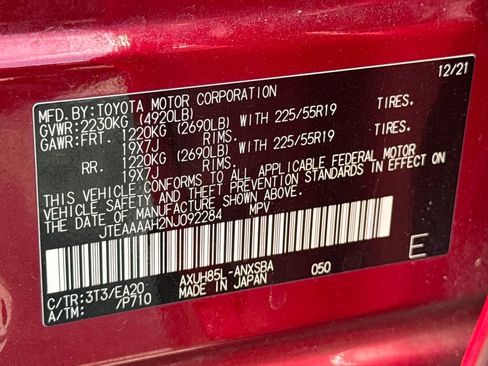 12/21
MFD.BY:TOYOTA MOTOR CORPORATION
GVWR:2230KG (4920LB)
GAWR:FRT. 1220KG (2690LB) WITH 225/55R19 TIRES.
19X7J RIMS.
RR. 1220KG (2690LB) WITH 225/55R19 TIRES.
19X7J RIMS.
THIS VEHICLE CONFORMS TO ALL APPLICABLE FEDERAL MOTOR
VEHICLE SAFETY AND THEFT PREVENTION STANDARDS IN EFFECT ON
THE DATE OF MANUFACTURE SHOWN ABOVE.
JTEAAAAH2NJ092284 MPV
E
C/TR:3T3/EA20 AXUH85L-ANXSBA 050
A/TM: /P710 MADE IN JAPAN